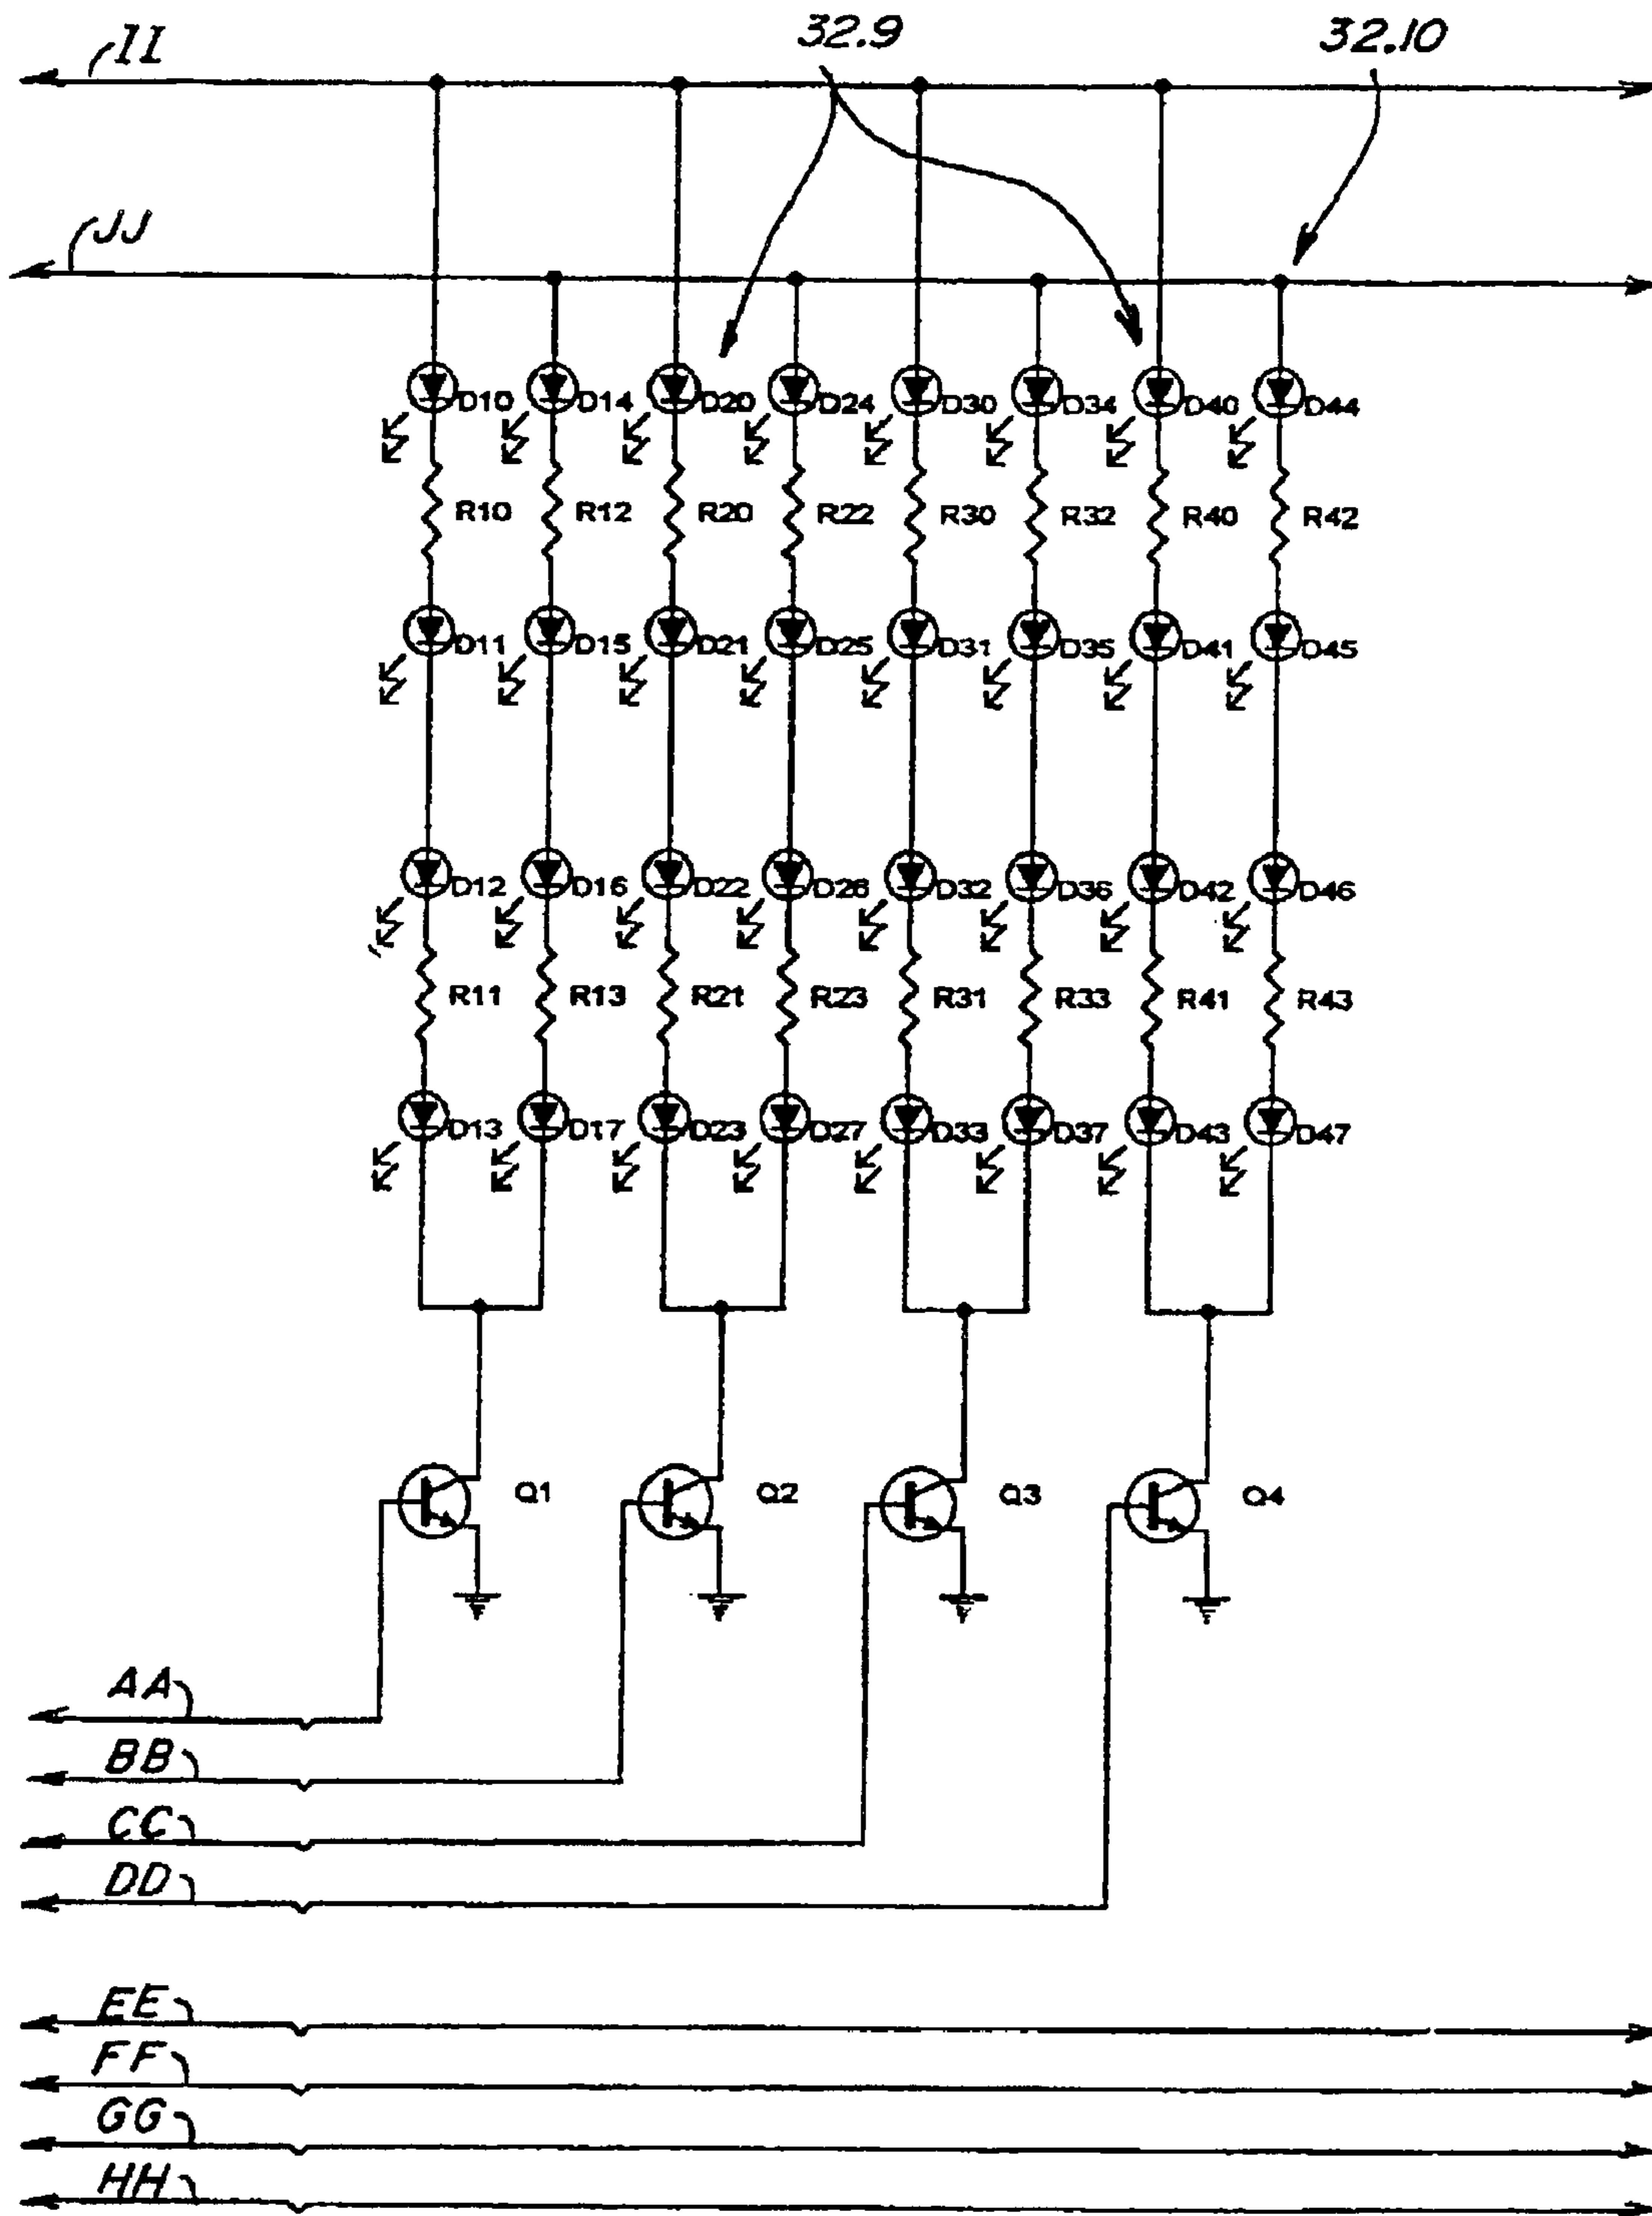 II 32.9 32.10
JJ
D10 D14 D20 D24 D30 D34 D40 D44
R10 R12 R20 R22 R30 R32 R40 R42
D11 D15 D21 D25 D31 D35 D41 D45
D12 D16 D22 D26 D32 D36 D42 D46
R11 R13 R21 R23 R31 R33 R41 R43
D13 D17 D23 D27 D33 D37 D43 D47
Q1 Q2 Q3 Q4
AA
BB
CC
DD
EE
FF
GG
HH